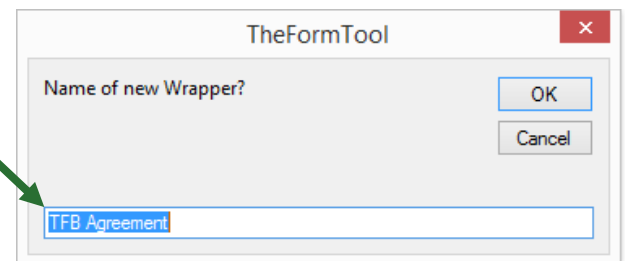 TheFormTool
Name of new Wrapper?
OK
Cancel
TFB Agreement